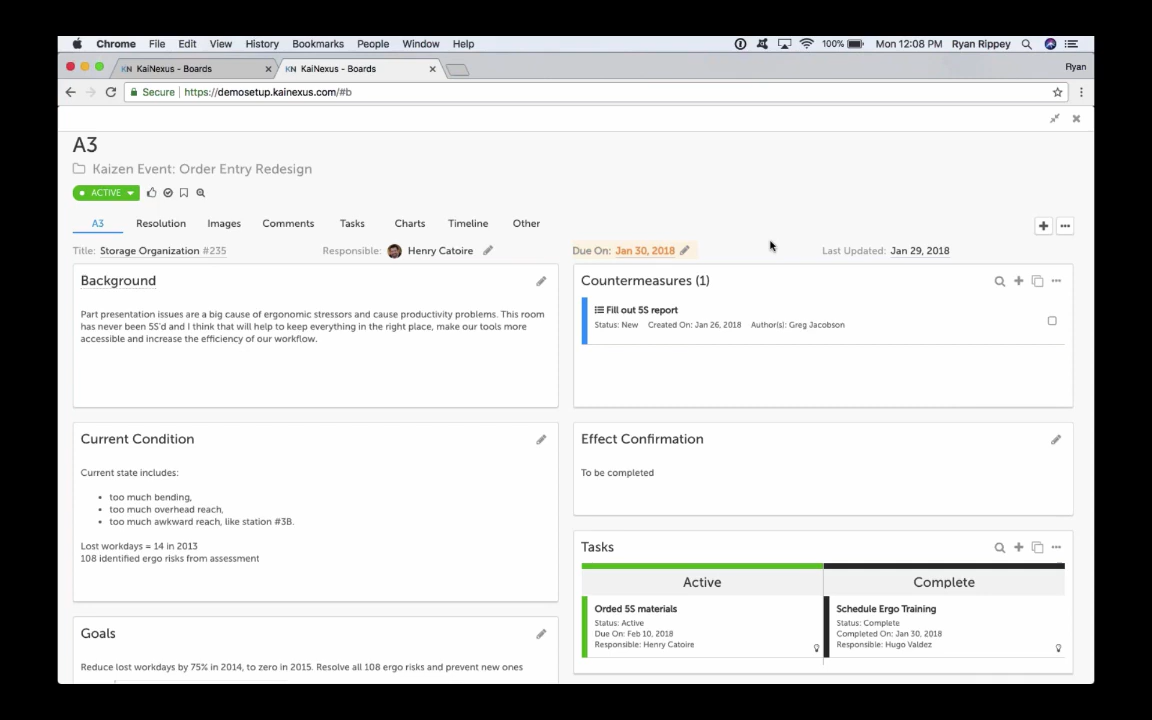 Chrome File Edit View History Bookmarks People Window Help 100% Mon 12:08 PM Ryan Rippey
KN KaiNexus - Boards × KN KaiNexus - Boards × Ryan
Secure | https://demosetup.kainexus.com/#b
A3
Kaizen Event: Order Entry Redesign
ACTIVE
A3 Resolution Images Comments Tasks Charts Timeline Other
Title: Storage Organization #235 Responsible: Henry Catoire Due On: Jan 30, 2018 Last Updated: Jan 29, 2018
Background
Part presentation issues are a big cause of ergonomic stressors and cause productivity problems. This room
has never been 5S'd and I think that will help to keep everything in the right place, make our tools more
accessible and increase the efficiency of our workflow.
Countermeasures (1)
Fill out 5S report
Status: New Created On: Jan 26, 2018 Author(s): Greg Jacobson
Current Condition
Current state includes:
• too much bending,
• too much overhead reach,
• too much awkward reach, like station #3B.
Lost workdays = 14 in 2013
108 identified ergo risks from assessment
Effect Confirmation
To be completed
Tasks
Active
Orded 5S materials
Status: Active
Due On: Feb 10, 2018
Responsible: Henry Catoire
Complete
Schedule Ergo Training
Status: Complete
Completed On: Jan 30, 2018
Responsible: Hugo Valdez
Goals
Reduce lost workdays by 75% in 2014, to zero in 2015. Resolve all 108 ergo risks and prevent new ones